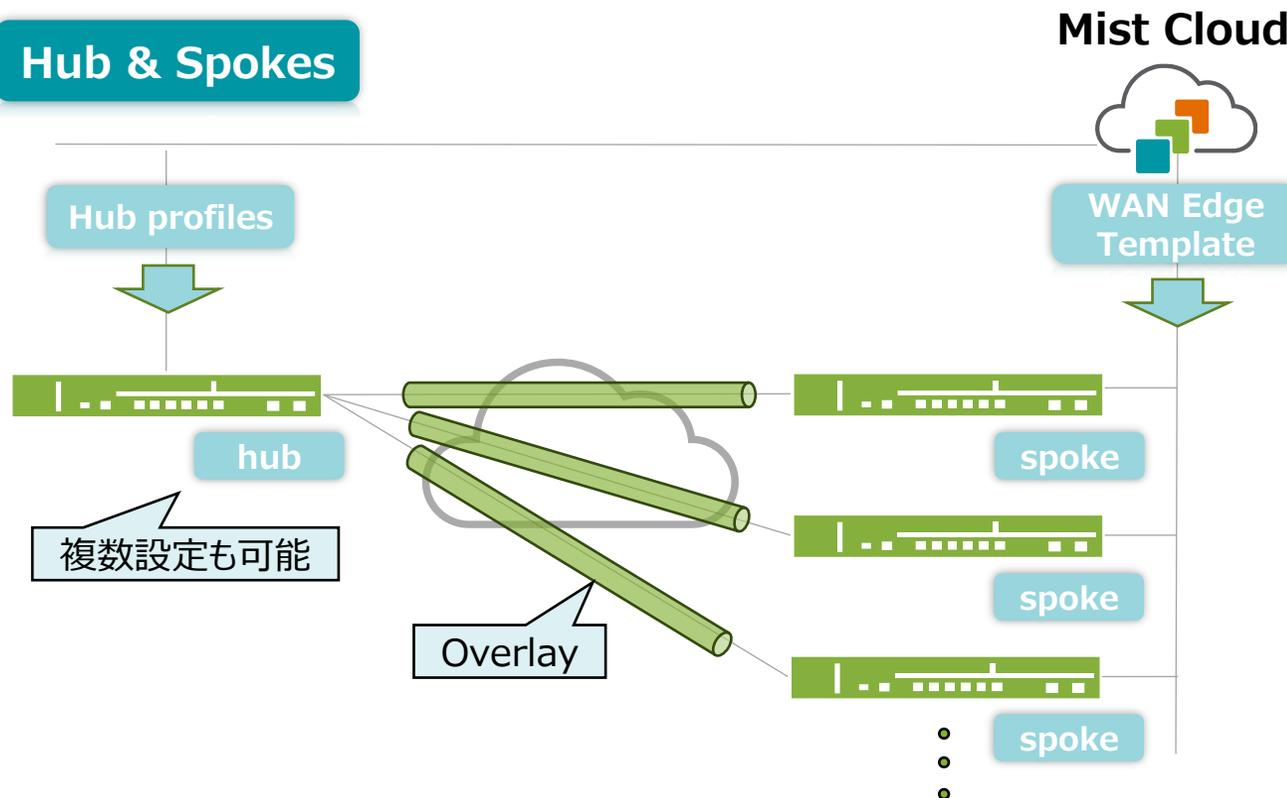 Hub & Spokes
Mist Cloud
Hub profiles
WAN Edge
Template
hub
spoke
複数設定も可能
spoke
Overlay
spoke